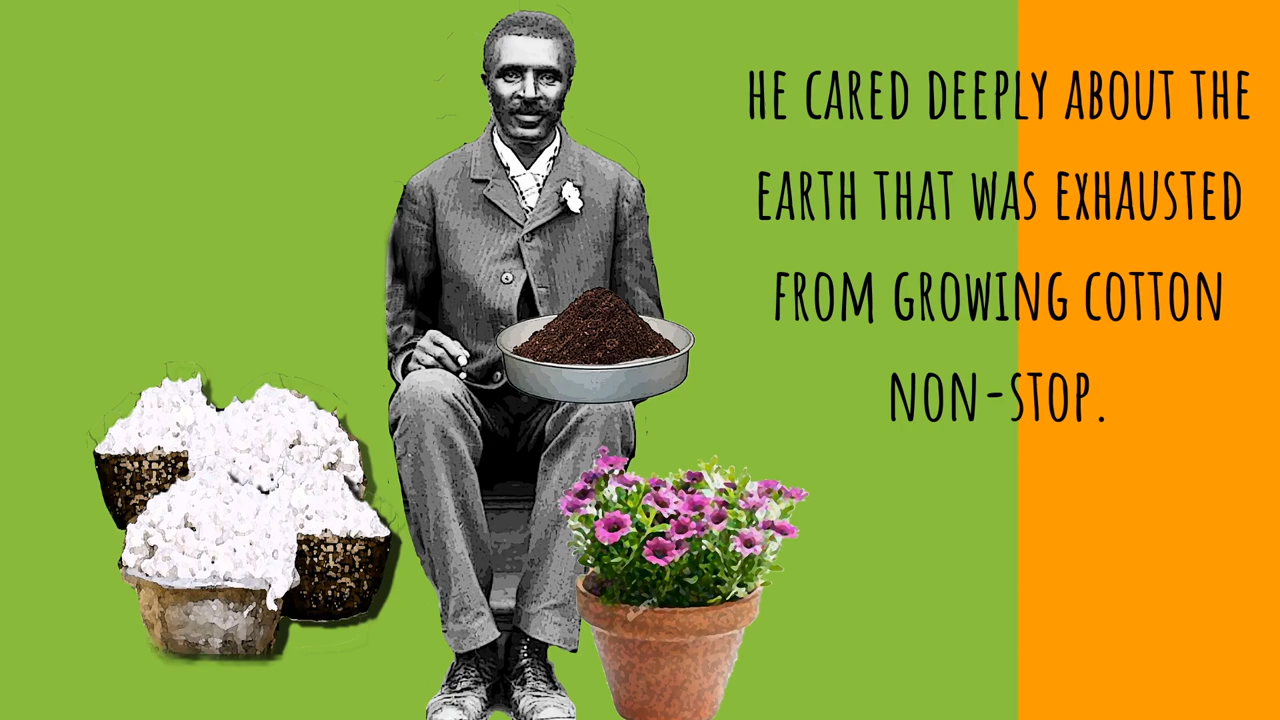 HE CARED DEEPLY ABOUT THE
EARTH THAT WAS EXHAUSTED
FROM GROWING COTTON
NON-STOP.